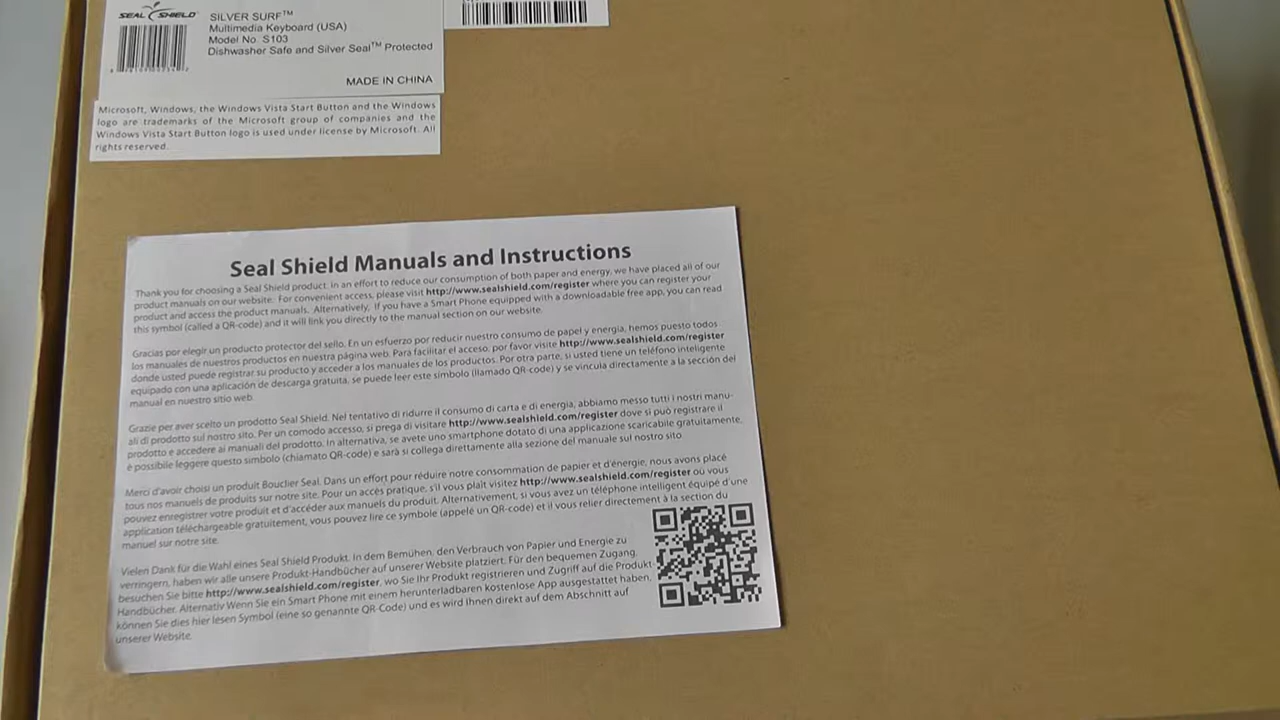 SEAL SHIELD
SILVER SURF™
Multimedia Keyboard (USA)
Model No. S103
Dishwasher Safe and Silver Seal™ Protected
MADE IN CHINA
Microsoft, Windows, the Windows Vista Start Button and the Windows
logo are trademarks of the Microsoft group of companies and the
Windows Vista Start Button logo is used under license by Microsoft. All
rights reserved.
Seal Shield Manuals and Instructions
Thank you for choosing a Seal Shield product. In an effort to reduce our consumption of both paper and energy, we have placed all of our
product manuals on our website. For convenient access, please visit http://www.sealshield.com/register where you can register your
product and access the product manuals. Alternatively, If you have a Smart Phone equipped with a downloadable free app, you can read
this symbol (called a QR-code) and it will link you directly to the manual section on our website.
Gracias por elegir un producto protector del sello. En un esfuerzo por reducir nuestro consumo de papel y energia, hemos puesto todos
los manuales de nuestros productos en nuestra página web. Para facilitar el acceso, por favor visite http://www.sealshield.com/register
donde usted puede registrar su producto y acceder a los manuales de los productos. Por otra parte, si usted tiene un teléfono inteligente
equipado con una aplicación de descarga gratuita, se puede leer este símbolo (llamado QR-code) y se vincula directamente a la sección del
manual en nuestro sitio web.
Grazie per aver scelto un prodotto Seal Shield. Nel tentativo di ridurre il consumo di carta e di energia, abbiamo messo tutti i nostri manu-
ali di prodotto sul nostro sito. Per un comodo accesso, si prega di visitare http://www.sealshield.com/register dove si può registrare il
prodotto e accedere ai manuali del prodotto. In alternativa, se avete uno smartphone dotato di una applicazione scaricabile gratuitamente,
è possibile leggere questo simbolo (chiamato QR-code) e sarà si collega direttamente alla sezione del manuale sul nostro sito
Merci d'avoir choisi un produit Bouclier Seal. Dans un effort pour réduire notre consommation de papier et d'énergie, nous avons placé
tous nos manuels de produits sur notre site. Pour un accès pratique, s'il vous plaît visitez http://www.sealshield.com/register où vous
pouvez enregistrer votre produit et d'accéder aux manuels du produit. Alternativement, si vous avez un téléphone intelligent équipé d'une
application téléchargeable gratuitement, vous pouvez lire ce symbole (appelé un QR-code) et il vous relier directement à la section du
manuel sur notre site.
Vielen Dank für die Wahl eines Seal Shield Produkt. In dem Bemühen, den Verbrauch von Papier und Energie zu
verringern, haben wir alle unsere Produkt-Handbücher auf unserer Website platziert. Für den bequemen Zugang,
besuchen Sie bitte http://www.sealshield.com/register, wo Sie Ihr Produkt registrieren und Zugriff auf die Produkt-
Handbücher. Alternativ Wenn Sie ein Smart Phone mit einem herunterladbaren kostenlose App ausgestattet haben,
können Sie dies hier lesen Symbol (eine so genannte QR-Code) und es wird Ihnen direkt auf dem Abschnitt auf
unserer Website.